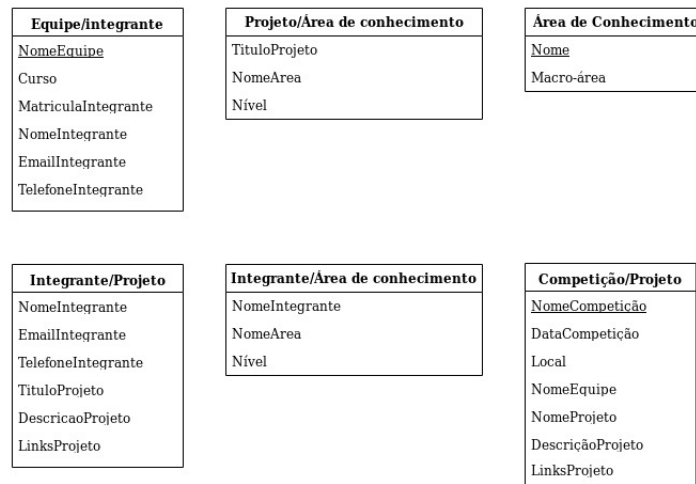 Equipe/integrante
NomeEquipe
Curso
MatriculaIntegrante
NomeIntegrante
EmailIntegrante
TelefoneIntegrante
Projeto/Área de conhecimento
TituloProjeto
NomeArea
Nível
Área de Conhecimento
Nome
Macro-área
Integrante/Projeto
NomeIntegrante
EmailIntegrante
TelefoneIntegrante
TituloProjeto
DescricaoProjeto
LinksProjeto
Integrante/Área de conhecimento
NomeIntegrante
NomeArea
Nível
Competição/Projeto
NomeCompetição
DataCompetição
Local
NomeEquipe
NomeProjeto
DescriçãoProjeto
LinksProjeto